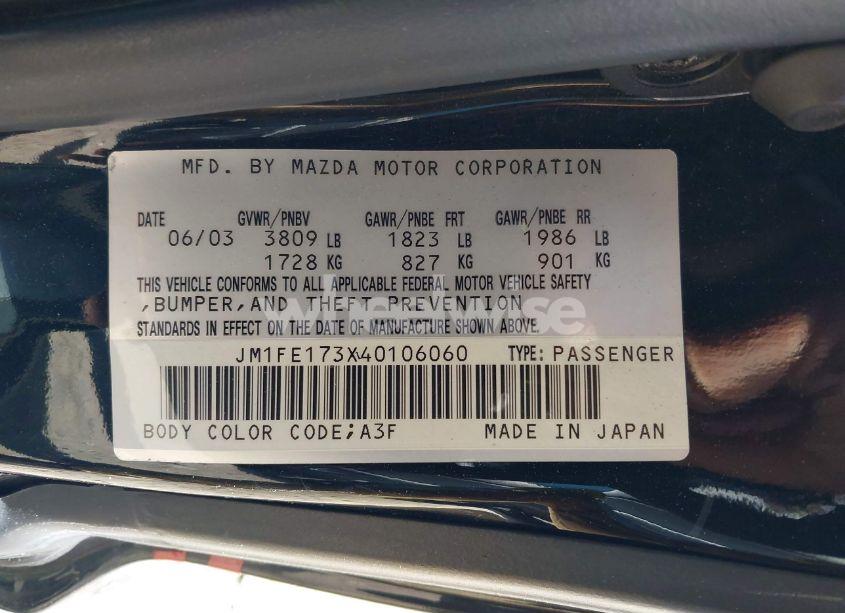 MFD. BY MAZDA MOTOR CORPORATION
DATE GVWR/PNBV GAWR/PNBE FRT GAWR/PNBE RR
06/03 3809 LB 1823 LB 1986 LB
1728 KG 827 KG 901 KG
THIS VEHICLE CONFORMS TO ALL APPLICABLE FEDERAL MOTOR VEHICLE SAFETY
,BUMPER,AND THEFT PREVENTION
STANDARDS IN EFFECT ON THE DATE OF MANUFACTURE SHOWN ABOVE.
JM1FE173X40106060 TYPE: PASSENGER
BODY COLOR CODE;A3F MADE IN JAPAN